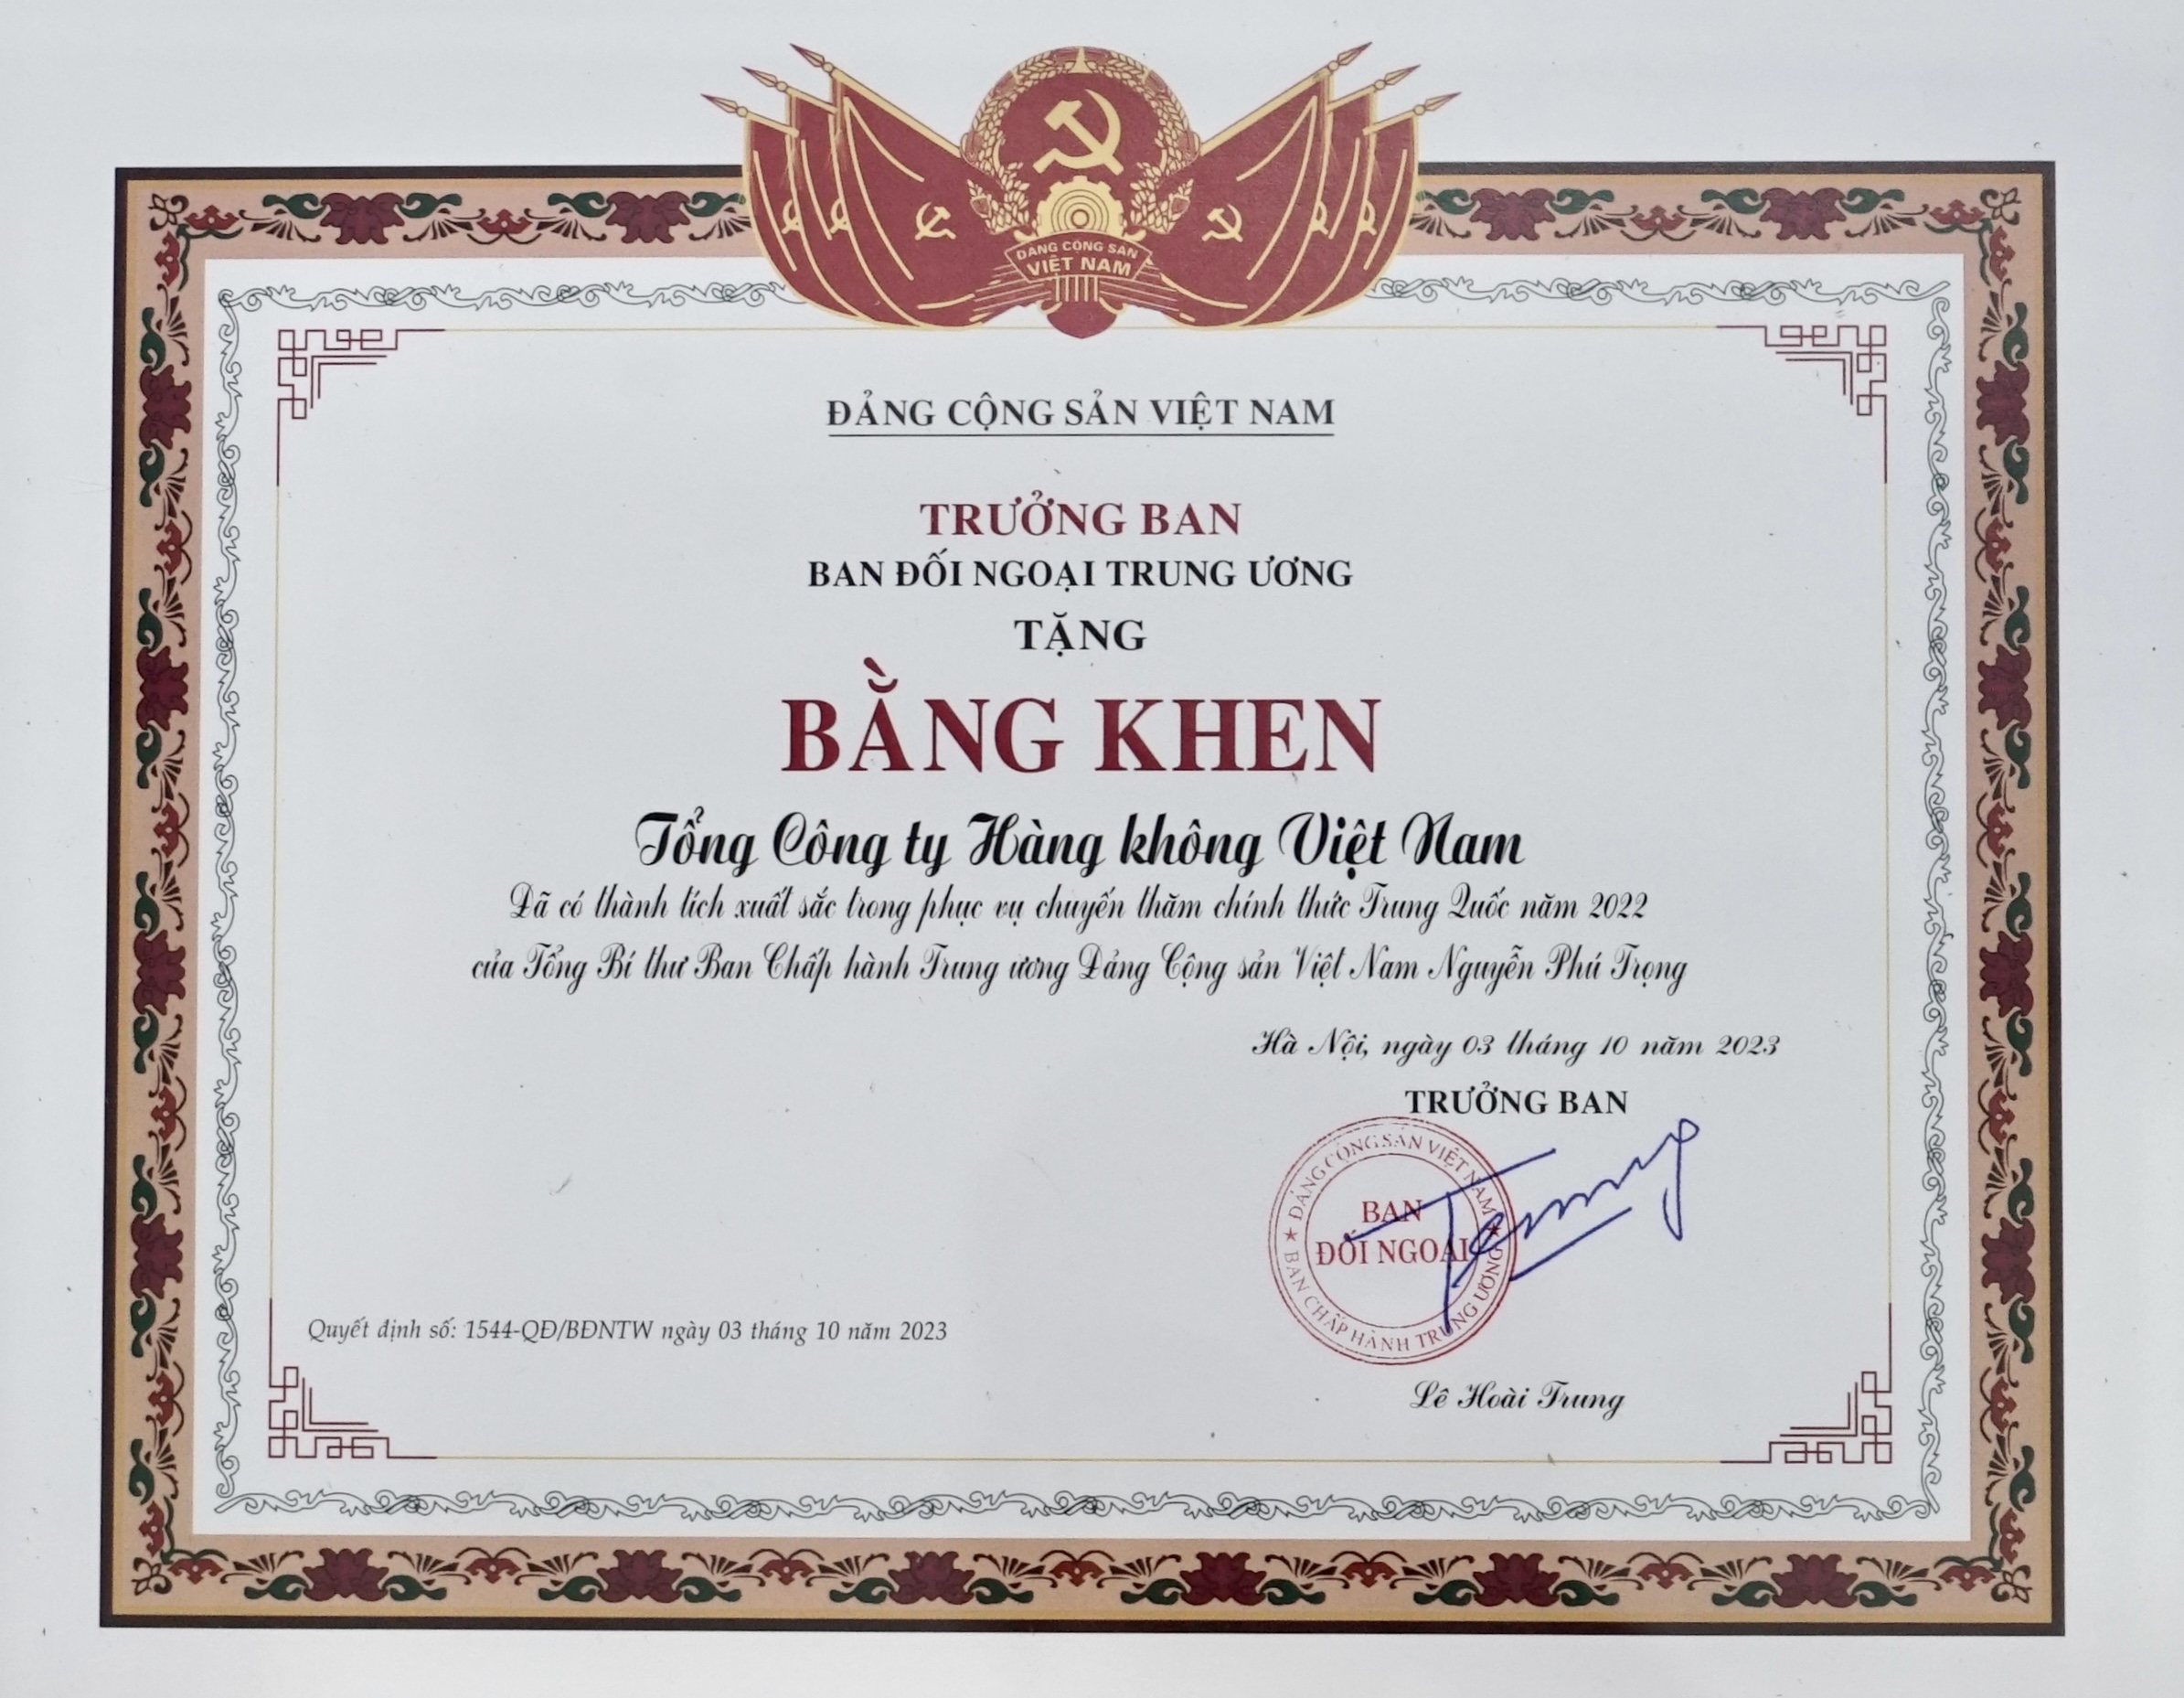 ĐẢNG CỘNG SẢN
VIỆT NAM
ĐẢNG CỘNG SẢN VIỆT NAM
TRƯỞNG BAN
BAN ĐỐI NGOẠI TRUNG ƯƠNG
TẶNG
BẰNG KHEN
Tổng Công ty Hàng không Việt Nam
Đã có thành tích xuất sắc trong phục vụ chuyến thăm chính thức Trung Quốc năm 2022
của Tổng Bí thư Ban Chấp hành Trung ương Đảng Cộng sản Việt Nam Nguyễn Phú Trọng
Hà Nội, ngày 03 tháng 10 năm 2023
TRƯỞNG BAN
ĐẢNG CỘNG SẢN VIỆT NAM
BAN
ĐỐI NGOẠI
BAN CHẤP HÀNH TRUNG ƯƠNG
Quyết định số: 1544-QĐ/BĐNTW ngày 03 tháng 10 năm 2023
Lê Hoài Trung